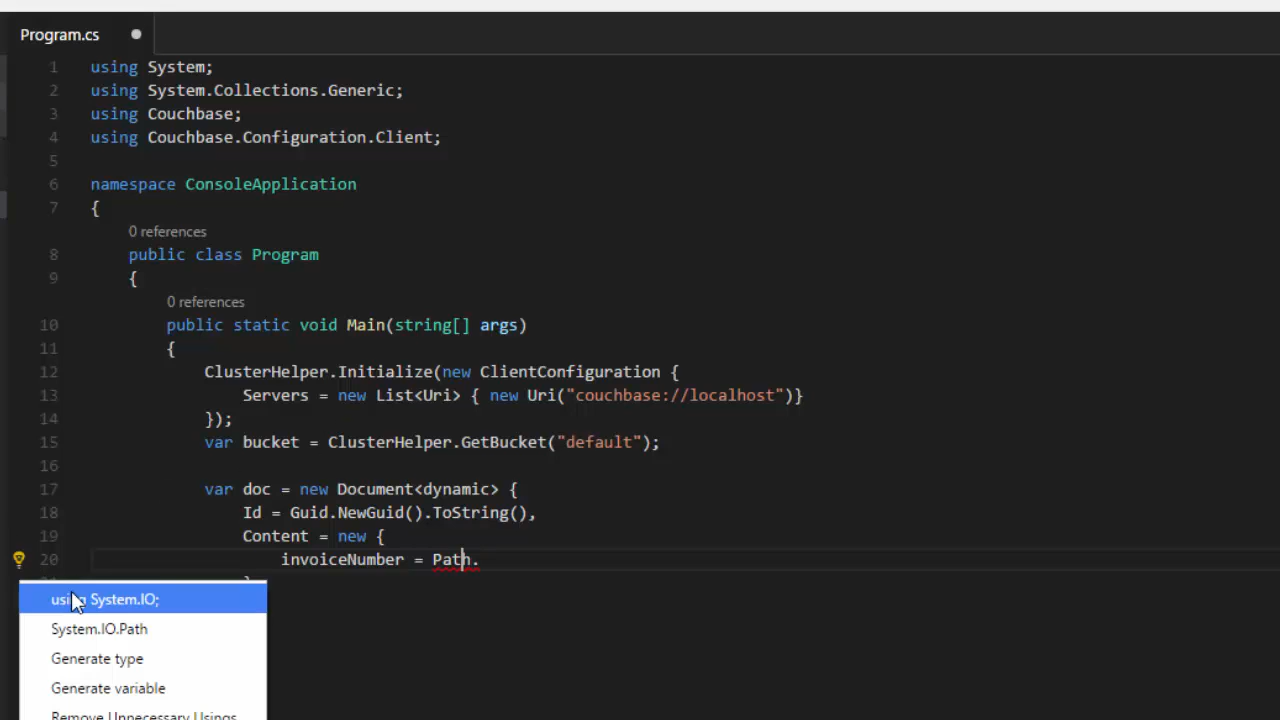 Program.cs
1 using System;
2 using System.Collections.Generic;
3 using Couchbase;
4 using Couchbase.Configuration.Client;
5
6 namespace ConsoleApplication
7 {
0 references
8 public class Program
9 {
0 references
10 public static void Main(string[] args)
11 {
12 ClusterHelper.Initialize(new ClientConfiguration {
13 Servers = new List<Uri> { new Uri("couchbase://localhost")}
14 });
15 var bucket = ClusterHelper.GetBucket("default");
16
17 var doc = new Document<dynamic> {
18 Id = Guid.NewGuid().ToString(),
19 Content = new {
20 invoiceNumber = Path.
using System.IO;
System.IO.Path
Generate type
Generate variable
Remove Unnecessary Usings